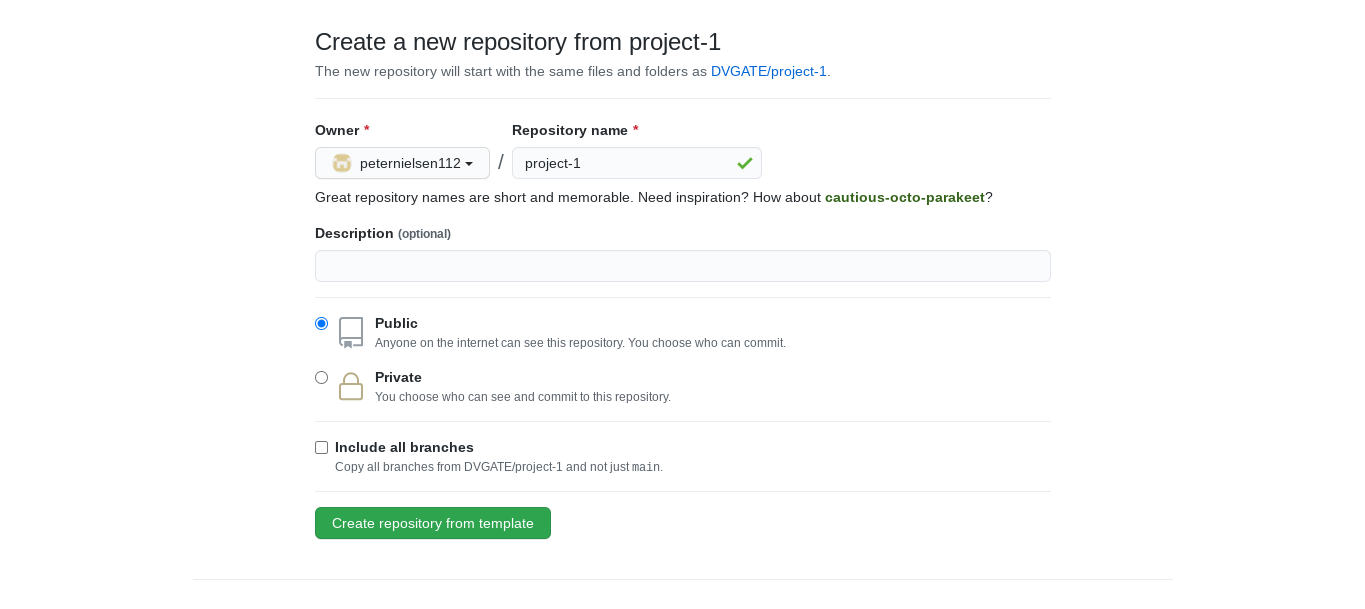 Create a new repository from project-1
The new repository will start with the same files and folders as DVGATE/project-1.
Owner * Repository name *
peternielsen112 / project-1
Great repository names are short and memorable. Need inspiration? How about cautious-octo-parakeet?
Description (optional)
Public
Anyone on the internet can see this repository. You choose who can commit.
Private
You choose who can see and commit to this repository.
Include all branches
Copy all branches from DVGATE/project-1 and not just main.
Create repository from template